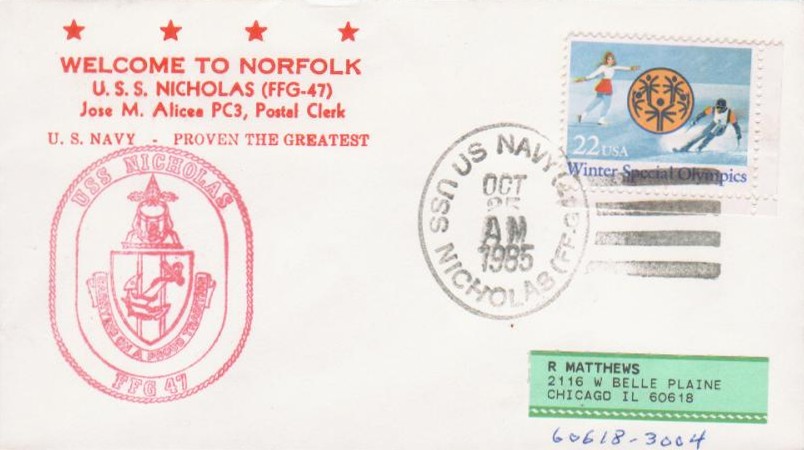 WELCOME TO NORFOLK
U. S. S. NICHOLAS (FFG-47)
Jose M. Alicea PC3, Postal Clerk
U. S. NAVY - PROVEN THE GREATEST
USS NICHOLAS
FFG 47
USS NICHOLAS (FF-G
US NAVY
OCT
25
AM
1985
22 USA
Winter Special Olympics
R MATTHEWS
2116 W BELLE PLAINE
CHICAGO IL 60618
60618-3004